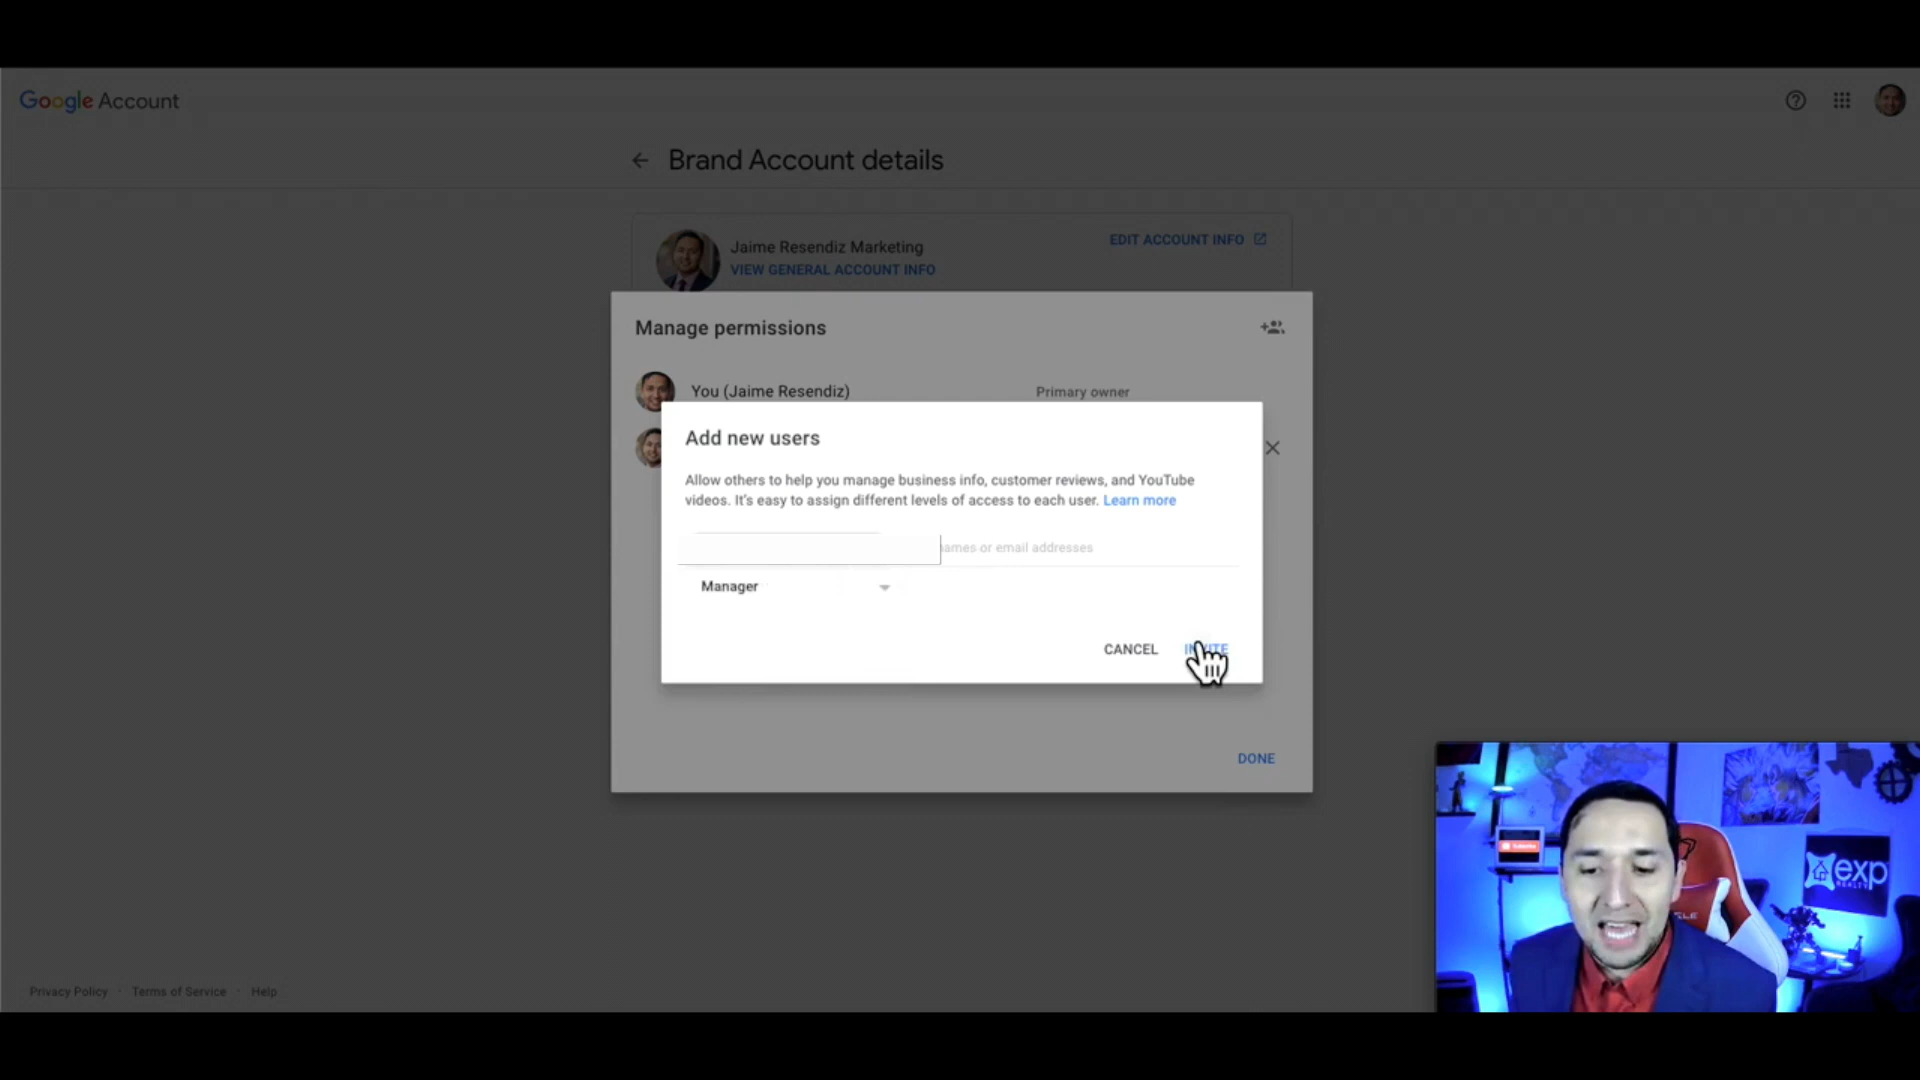 Google Account
Brand Account details
Jaime Resendiz Marketing
EDIT ACCOUNT INFO
VIEW GENERAL ACCOUNT INFO
Manage permissions
You (Jaime Resendiz)
Primary owner
Add new users
Allow others to help you manage business info, customer reviews, and YouTube
videos. It's easy to assign different levels of access to each user. Learn more
or email addresses
Manager
CANCEL
DONE
exp
REALTY
Privacy Policy · Terms of Service · Help